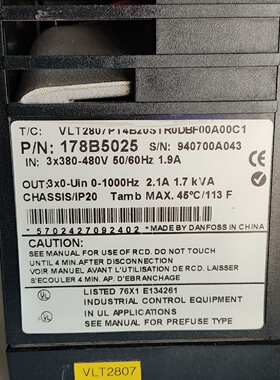 T/C: VLT2807PT4B20STR0DBF00A00C1
P/N: 178B5025 S/N: 940700A043
IN: 3x380-480V 50/60Hz 1.9A
OUT:3x0-Uin 0-1000Hz 2.1A 1.7 kVA
CHASSIS/IP20 Tamb MAX. 45°C/113 F
*5702427092402* MADE BY DANFOSS IN CHINA
CAUTION:
SEE MANUAL FOR USE OF RCD. DO NOT TOUCH
UNTIL 4 MIN.AFTER DISCONNECTION
VOIR MANUEL AVANT L'UTILISATION DE RCD. LAISSER
S'ECOULER 4 MIN. AP. D'EBRANCHAGE
LISTED 76X1 E134261
INDUSTRIAL CONTROL EQUIPMENT
IN UL APPLICATIONS
SEE MANUAL FOR PREFUSE TYPE
VLT2807